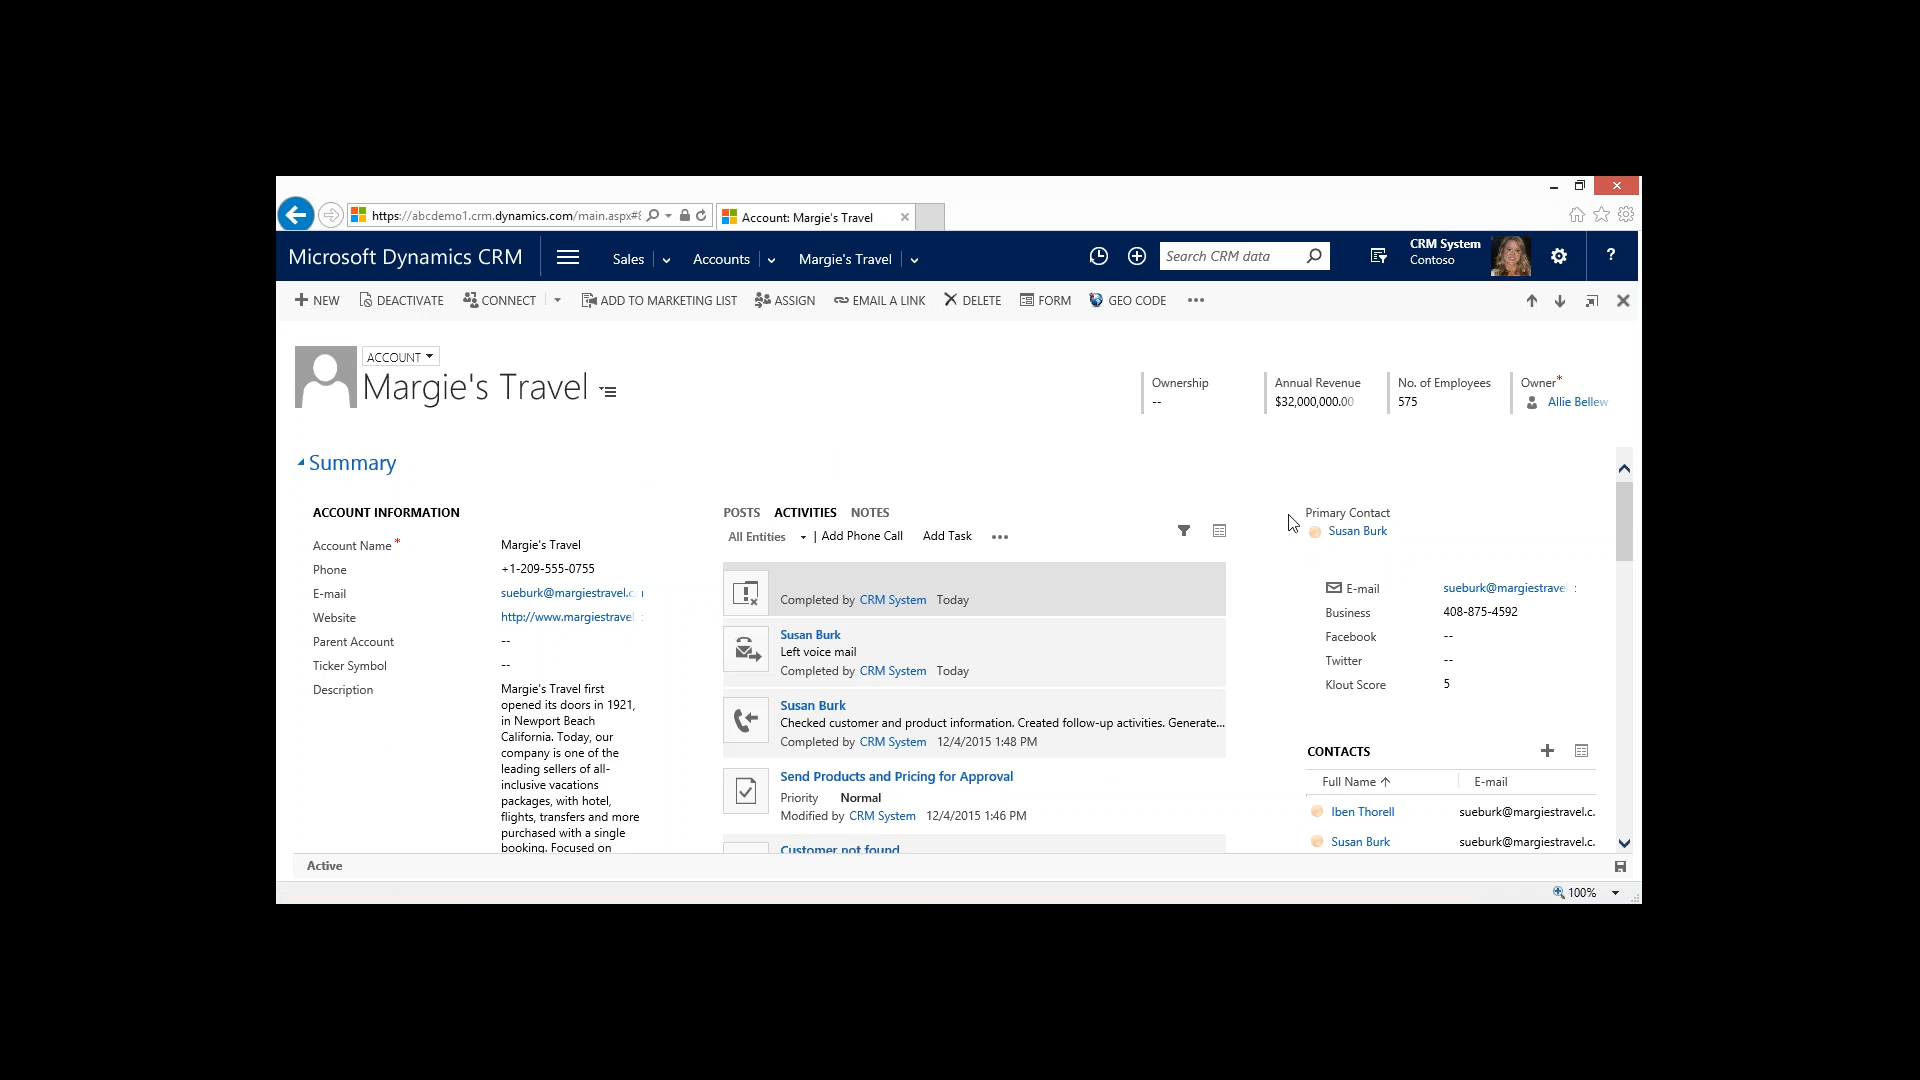 https://abcdemo1.crm.dynamics.com/main.aspx#
Account: Margie's Travel
Microsoft Dynamics CRM
Sales
Accounts
Margie's Travel
Search CRM data
CRM System
Contoso
?
NEW
DEACTIVATE
CONNECT
ADD TO MARKETING LIST
ASSIGN
EMAIL A LINK
DELETE
FORM
GEO CODE
ACCOUNT
Margie's Travel
Ownership
--
Annual Revenue
$32,000,000.00
No. of Employees
575
Owner*
Allie Bellew
Summary
ACCOUNT INFORMATION
Account Name* Margie's Travel
Phone +1-209-555-0755
E-mail sueburk@margiestravel.c
Website http://www.margiestravel
Parent Account --
Ticker Symbol --
Description Margie's Travel first
opened its doors in 1921,
in Newport Beach
California. Today, our
company is one of the
leading sellers of all-
inclusive vacations
packages, with hotel,
flights, transfers and more
purchased with a single
booking. Focused on
POSTS ACTIVITIES NOTES
All Entities | Add Phone Call Add Task
Completed by CRM System Today
Susan Burk
Left voice mail
Completed by CRM System Today
Susan Burk
Checked customer and product information. Created follow-up activities. Generate...
Completed by CRM System 12/4/2015 1:48 PM
Send Products and Pricing for Approval
Priority Normal
Modified by CRM System 12/4/2015 1:46 PM
Customer not found
Primary Contact
Susan Burk
E-mail sueburk@margiestravel
Business 408-875-4592
Facebook --
Twitter --
Klout Score 5
CONTACTS
Full Name E-mail
Iben Thorell sueburk@margiestravel.c.
Susan Burk sueburk@margiestravel.c.
Active
100%